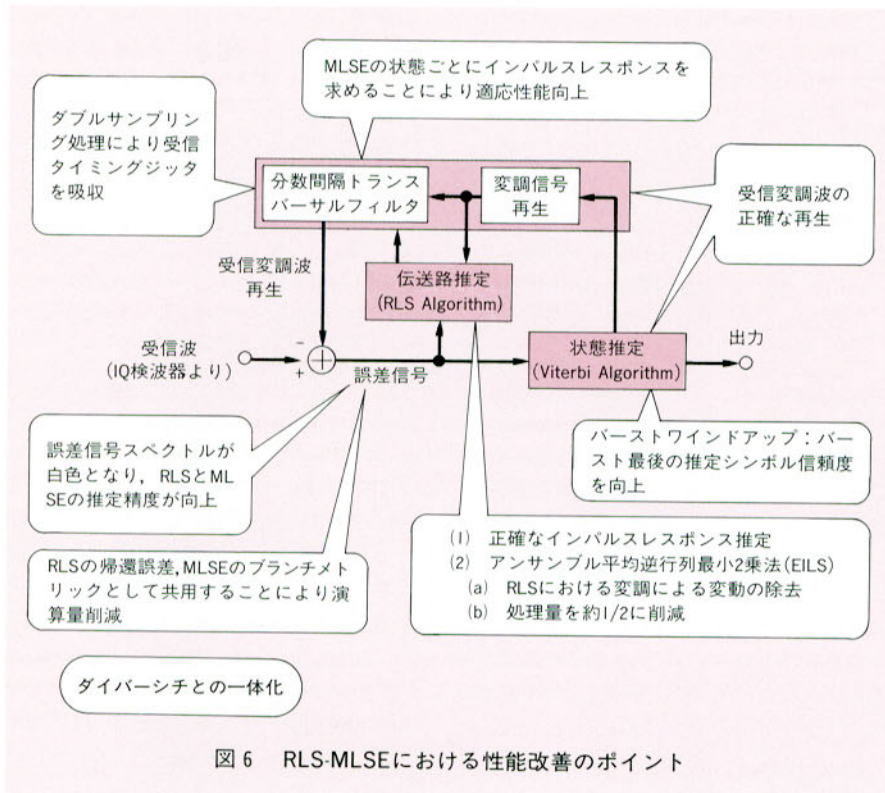 MLSEの状態ごとにインパルスレスポンスを
求めることにより適応性能向上
ダブルサンプリン
グ処理により受信
タイミングジッタ
を吸収
分数間隔トランス
バーサルフィルタ
変調信号
再生
受信変調波の
正確な再生
受信変調波
再生
伝送路推定
(RLS Algorithm)
受信波
(IQ検波器より)
−
+
誤差信号
状態推定
(Viterbi Algorithm)
出力
誤差信号スペクトルが
白色となり，RLSとML
SEの推定精度が向上
バーストワインドアップ：バー
スト最後の推定シンボル信頼度
を向上
RLSの帰還誤差,MLSEのブランチメト
リックとして共用することにより演
算量削減
(1) 正確なインパルスレスポンス推定
(2) アンサンブル平均逆行列最小2乗法(EILS)
(a) RLSにおける変調による変動の除去
(b) 処理量を約1/2に削減
ダイバーシチとの一体化
図6 RLS-MLSEにおける性能改善のポイント